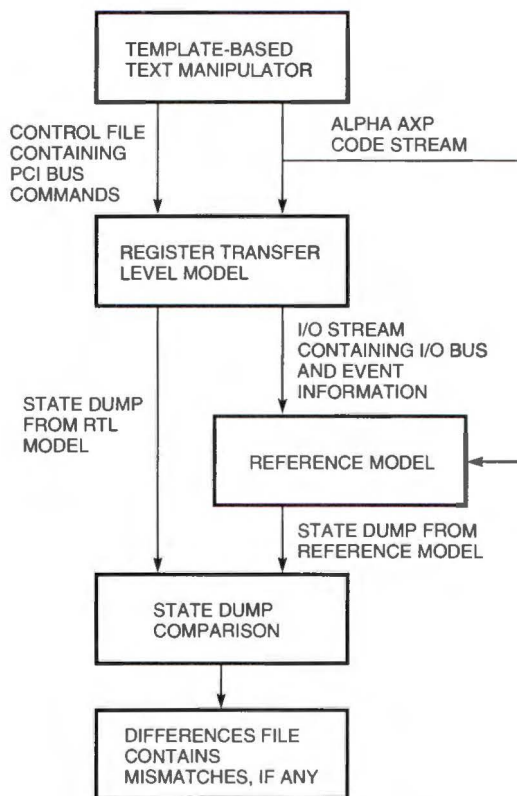 TEMPLATE-BASED
TEXT MANIPULATOR
CONTROL FILE
CONTAINING
PCI BUS
COMMANDS
ALPHA AXP
CODE STREAM
REGISTER TRANSFER
LEVEL MODEL
I/O STREAM
CONTAINING I/O BUS
AND EVENT
INFORMATION
STATE DUMP
FROM RTL
MODEL
REFERENCE MODEL
STATE DUMP FROM
REFERENCE MODEL
STATE DUMP
COMPARISON
DIFFERENCES FILE
CONTAINS
MISMATCHES, IF ANY